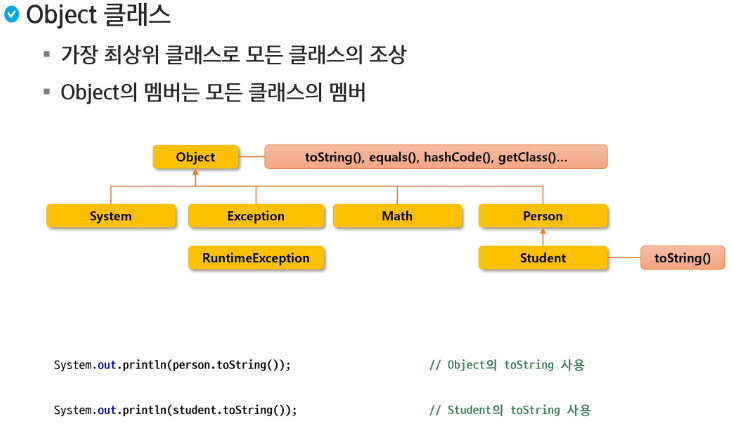 Object 클래스
가장 최상위 클래스로 모든 클래스의 조상
Object의 멤버는 모든 클래스의 멤버
Object
toString(), equals(), hashCode(), getClass()...
System
Exception
Math
Person
RuntimeException
Student
toString()
System.out.println(person.toString()); // Object의 toString 사용
System.out.println(student.toString()); // Student의 toString 사용